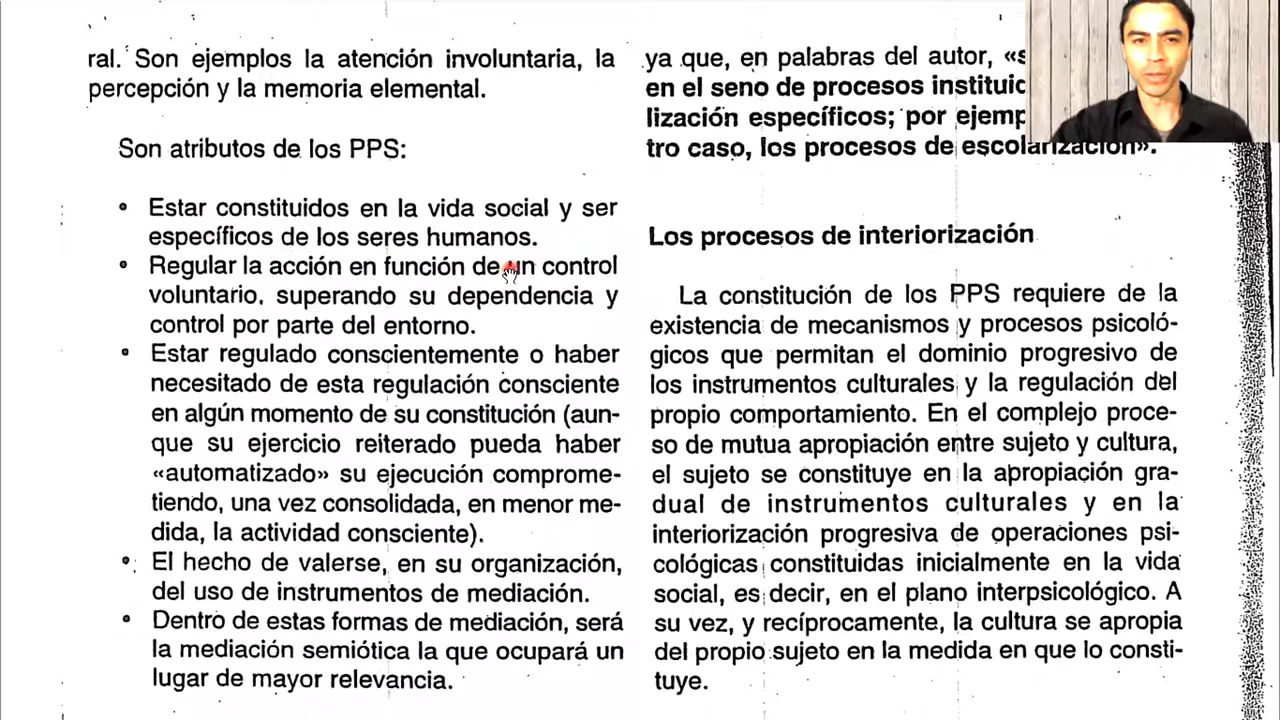 ral. Son ejemplos la atención involuntaria, la
percepción y la memoria elemental.
Son atributos de los PPS:
• Estar constituidos en la vida social y ser
específicos de los seres humanos.
• Regular la acción en función de un control
voluntario, superando su dependencia y
control por parte del entorno.
• Estar regulado conscientemente o haber
necesitado de esta regulación consciente
en algún momento de su constitución (aun-
que su ejercicio reiterado pueda haber
«automatizado» su ejecución comprome-
tiendo, una vez consolidada, en menor me-
dida, la actividad consciente).
• El hecho de valerse, en su organización,
del uso de instrumentos de mediación.
• Dentro de estas formas de mediación, será
la mediación semiótica la que ocupará un
lugar de mayor relevancia.
ya que, en palabras del autor, «
en el seno de procesos
lización específicos; por
tro caso, los procesos de escolarización».
Los procesos de interiorización
La constitución de los PPS requiere de la
existencia de mecanismos y procesos psicoló-
gicos que permitan el dominio progresivo de
los instrumentos culturales y la regulación del
propio comportamiento. En el complejo proce-
so de mutua apropiación entre sujeto y cultura,
el sujeto se constituye en la apropiación gra-
dual de instrumentos culturales y en la
interiorización progresiva de operaciones psi-
cológicas constituidas inicialmente en la vida
social, es decir, en el plano interpsicológico. A
su vez, y recíprocamente, la cultura se apropia
del propio sujeto en la medida en que lo consti-
tuye.